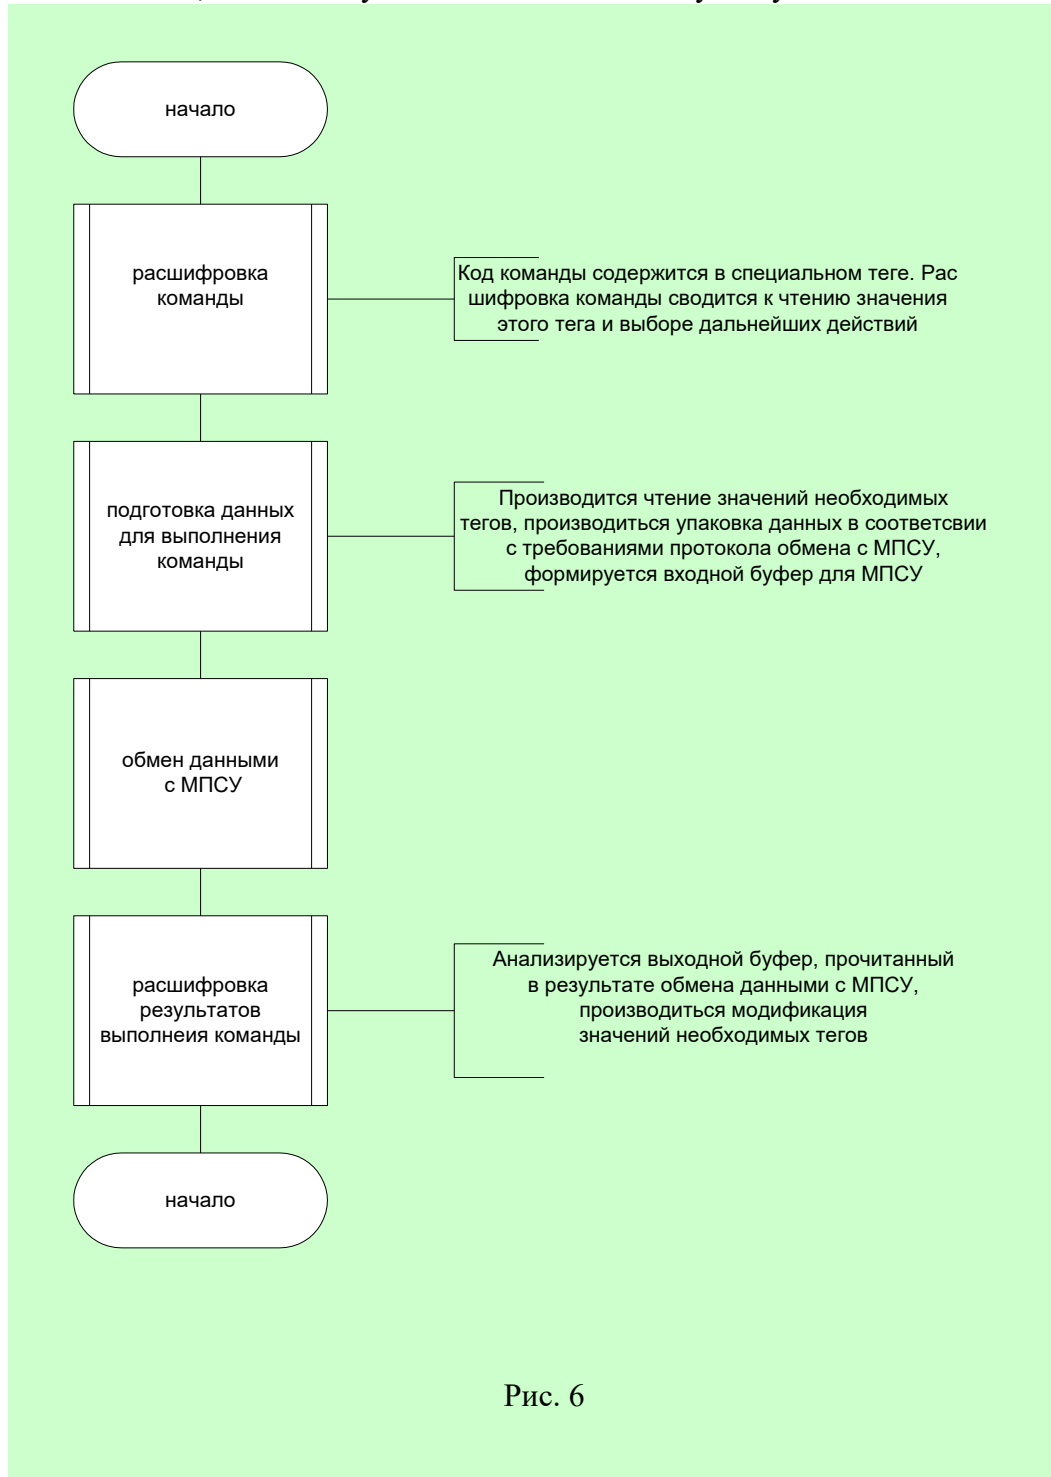 начало
расшифровка
команды
Код команды содержится в специальном теге. Рас
шифровка команды сводится к чтению значения
этого тега и выборе дальнейших действий
подготовка данных
для выполнения
команды
Производится чтение значений необходимых
тегов, производиться упаковка данных в соответсвии
с требованиями протокола обмена с МПСУ,
формируется входной буфер для МПСУ
обмен данными
с МПСУ
расшифровка
результатов
выполнеия команды
Анализируется выходной буфер, прочитанный
в результате обмена данными с МПСУ,
производиться модификация
значений необходимых тегов
начало
Рис. 6